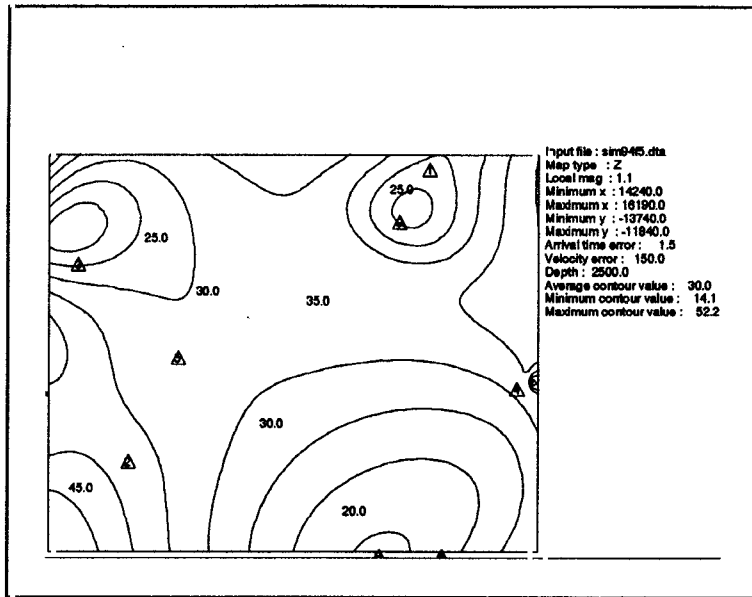 Input file : sim94f5.dta
Map type : Z
Local mag : 1.1
Minimum x : 14240.0
Maximum x : 16190.0
Minimum y : -13740.0
Maximum y : -11840.0
Arrival time error : 1.5
Velocity error : 150.0
Depth : 2500.0
Average contour value : 30.0
Minimum contour value : 14.1
Maximum contour value : 52.2
1
25.0
25.0
30.0
35.0
30.0
45.0
20.0